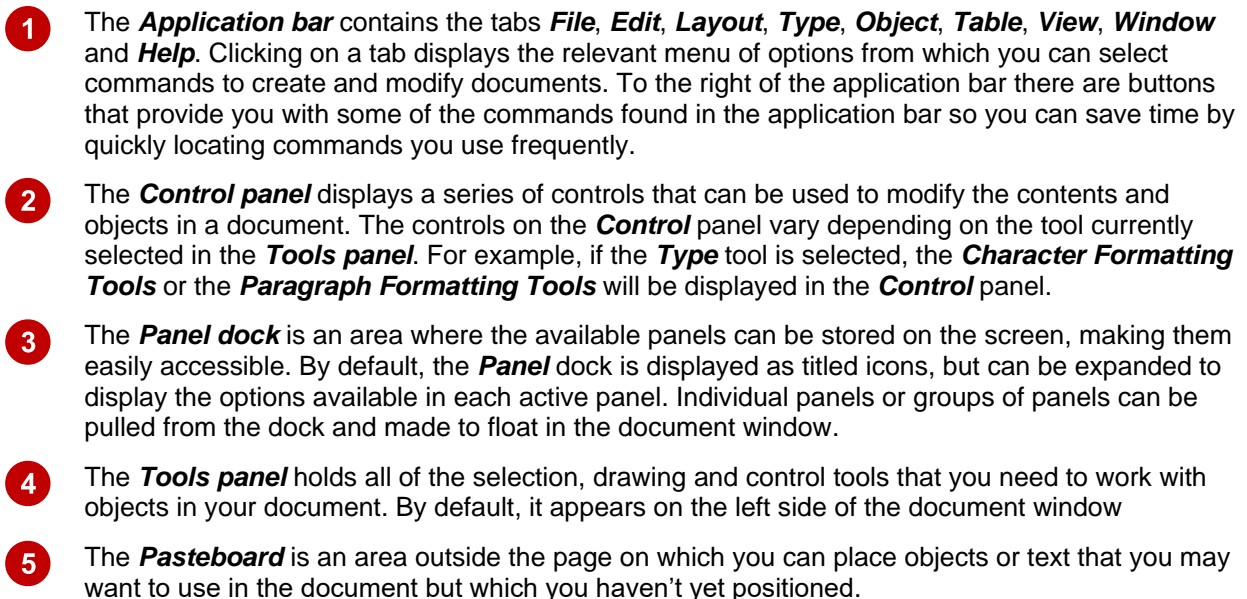 1 The Application bar contains the tabs File, Edit, Layout, Type, Object, Table, View, Window
and Help. Clicking on a tab displays the relevant menu of options from which you can select
commands to create and modify documents. To the right of the application bar there are buttons
that provide you with some of the commands found in the application bar so you can save time by
quickly locating commands you use frequently.
2 The Control panel displays a series of controls that can be used to modify the contents and
objects in a document. The controls on the Control panel vary depending on the tool currently
selected in the Tools panel. For example, if the Type tool is selected, the Character Formatting
Tools or the Paragraph Formatting Tools will be displayed in the Control panel.
3 The Panel dock is an area where the available panels can be stored on the screen, making them
easily accessible. By default, the Panel dock is displayed as titled icons, but can be expanded to
display the options available in each active panel. Individual panels or groups of panels can be
pulled from the dock and made to float in the document window.
4 The Tools panel holds all of the selection, drawing and control tools that you need to work with
objects in your document. By default, it appears on the left side of the document window
5 The Pasteboard is an area outside the page on which you can place objects or text that you may
want to use in the document but which you haven't yet positioned.